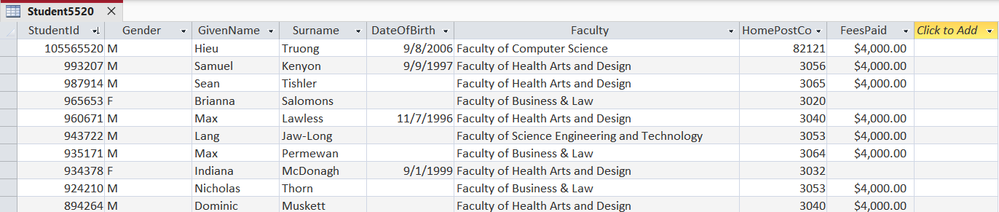 Student5520
StudentId Gender GivenName Surname DateOfBirth Faculty HomePostCo FeesPaid Click to Add
105565520 M Hieu Truong 9/8/2006 Faculty of Computer Science 82121 $4,000.00
993207 M Samuel Kenyon 9/9/1997 Faculty of Health Arts and Design 3056 $4,000.00
987914 M Sean Tishler Faculty of Health Arts and Design 3065 $4,000.00
965653 F Brianna Salomons Faculty of Business & Law 3020
960671 M Max Lawless 11/7/1996 Faculty of Health Arts and Design 3040 $4,000.00
943722 M Lang Jaw-Long Faculty of Science Engineering and Technology 3053 $4,000.00
935171 M Max Permewan Faculty of Business & Law 3064 $4,000.00
934378 F Indiana McDonagh 9/1/1999 Faculty of Health Arts and Design 3032
924210 M Nicholas Thorn Faculty of Business & Law 3053 $4,000.00
894264 M Dominic Muskett Faculty of Health Arts and Design 3040 $4,000.00